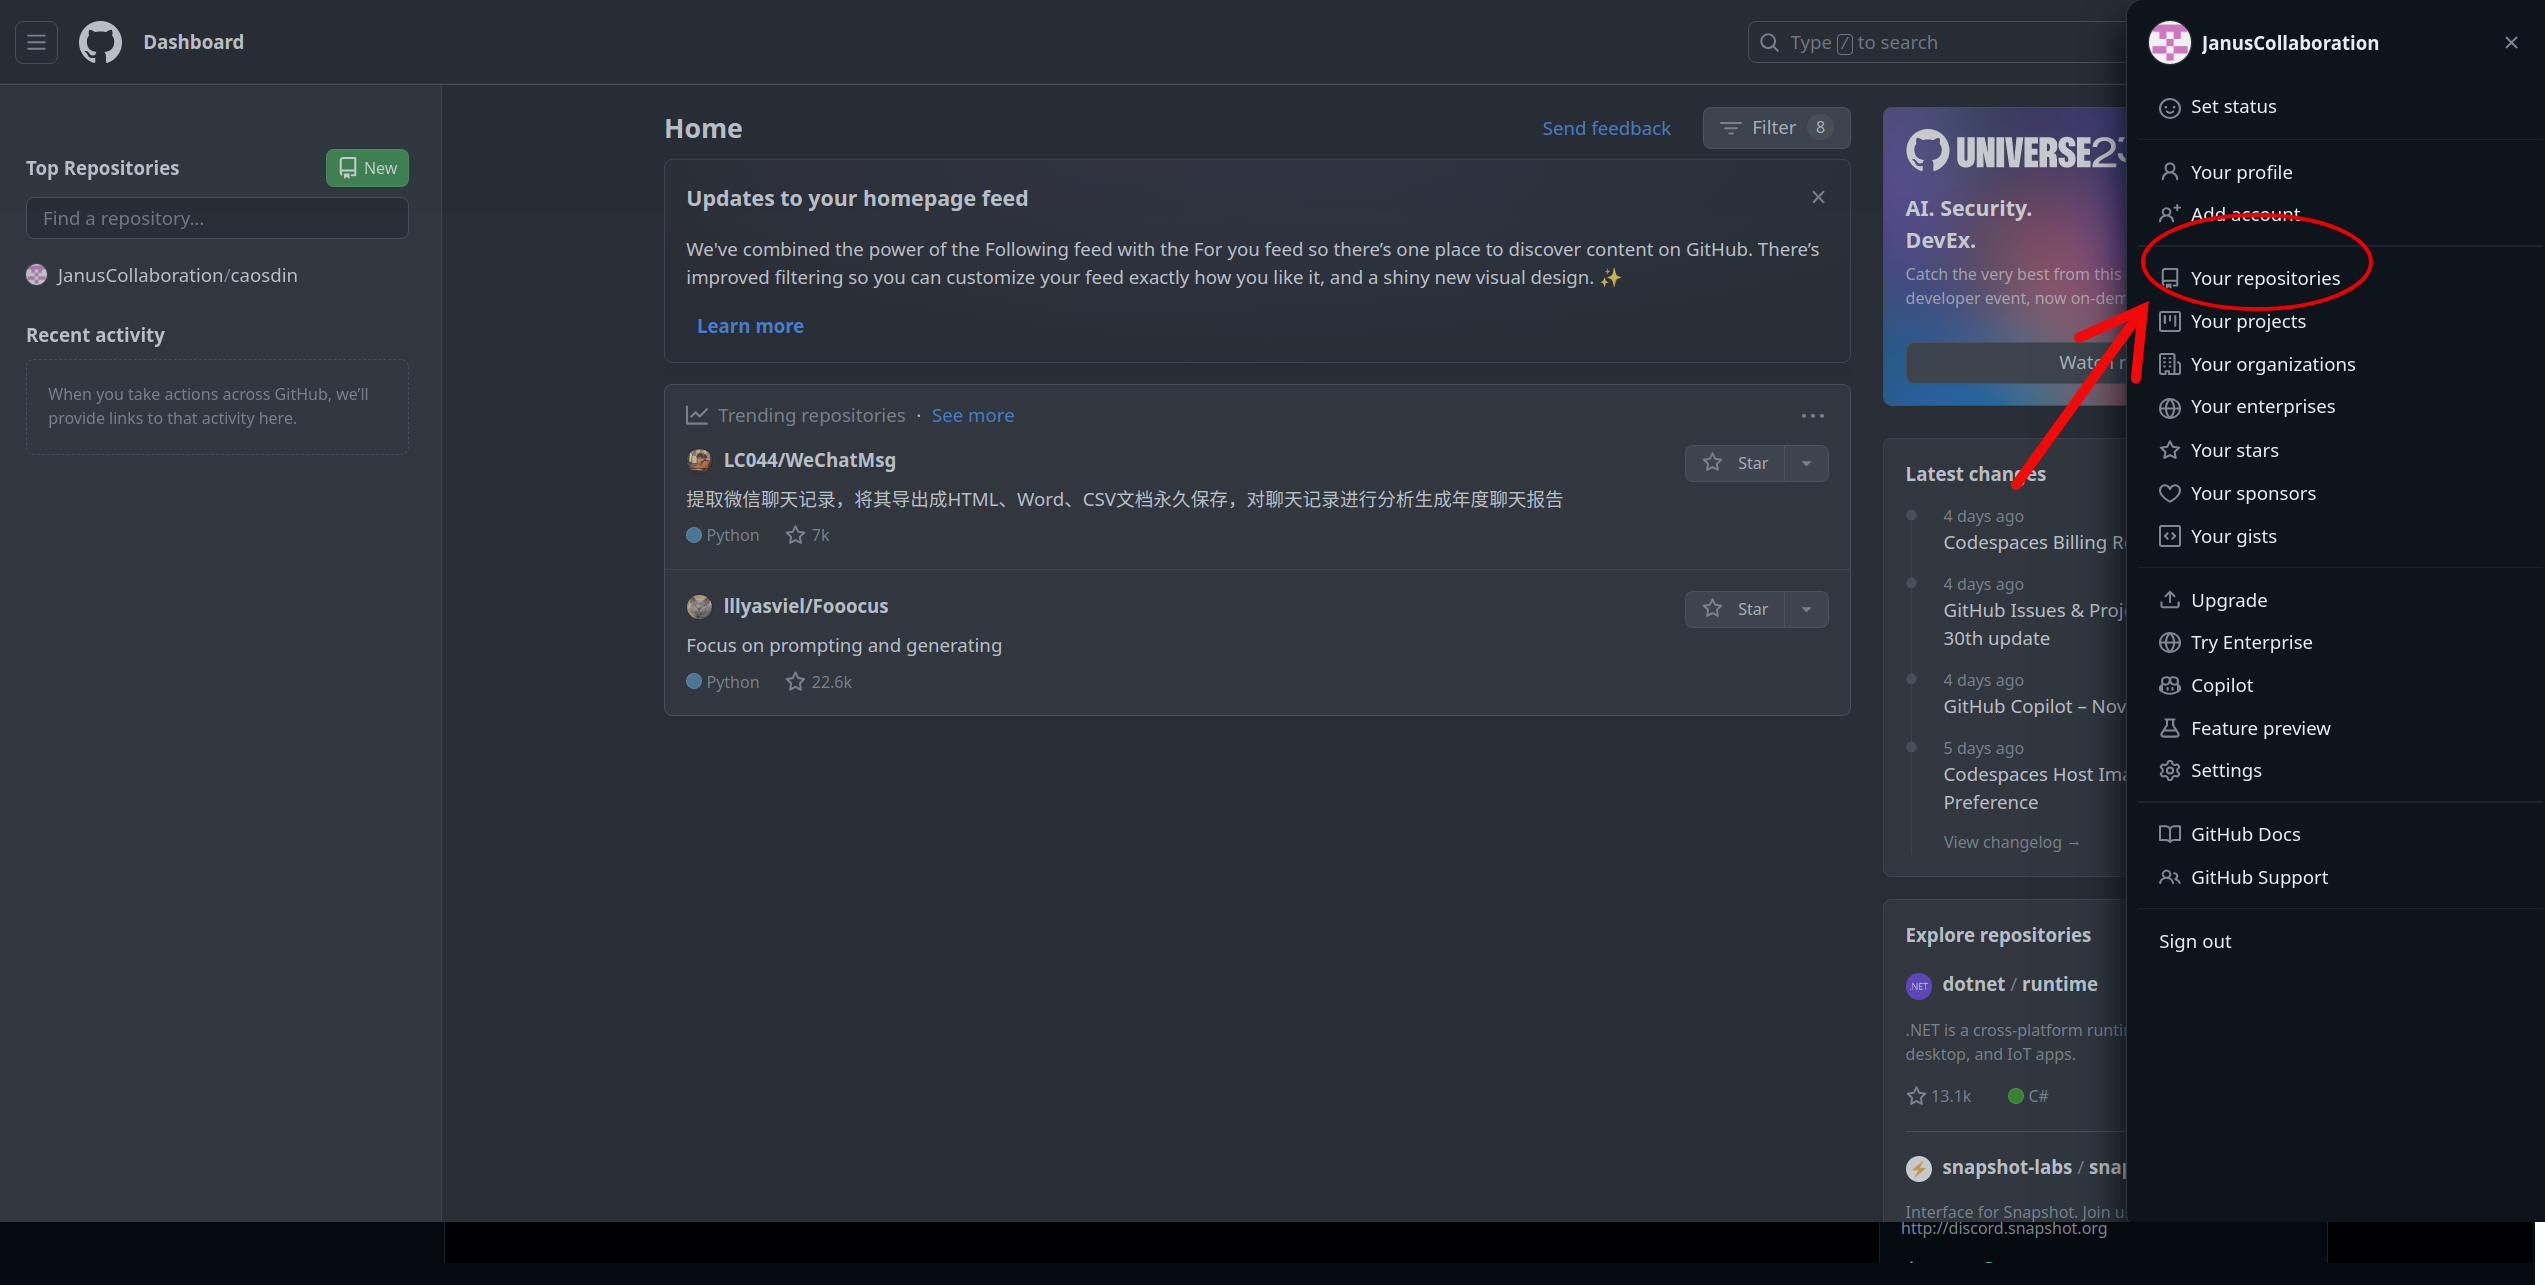 Dashboard
Type / to search
Top Repositories
New
Find a repository...
JanusCollaboration/caosdin
Recent activity
When you take actions across GitHub, we'll
provide links to that activity here.
Home
Send feedback
Filter 8
Updates to your homepage feed
We've combined the power of the Following feed with the For you feed so there's one place to discover content on GitHub. There's
improved filtering so you can customize your feed exactly how you like it, and a shiny new visual design. ✨
Learn more
Trending repositories · See more
LC044/WeChatMsg
Star
提取微信聊天记录，将其导出成HTML、Word、CSV文档永久保存，对聊天记录进行分析生成年度聊天报告
Python 7k
lllyasviel/Fooocus
Star
Focus on prompting and generating
Python 22.6k
UNIVERSE23
AI. Security.
DevEx.
Catch the very best from this
developer event, now on-dem
Watch r
Latest changes
4 days ago
Codespaces Billing R
4 days ago
GitHub Issues & Proj
30th update
4 days ago
GitHub Copilot – Nov
5 days ago
Codespaces Host Ima
Preference
View changelog →
Explore repositories
.NET
dotnet / runtime
.NET is a cross-platform runti
desktop, and IoT apps.
13.1k C#
snapshot-labs / snap
Interface for Snapshot. Join u
http://discord.snapshot.org
JanusCollaboration
Set status
Your profile
Add account
Your repositories
Your projects
Your organizations
Your enterprises
Your stars
Your sponsors
Your gists
Upgrade
Try Enterprise
Copilot
Feature preview
Settings
GitHub Docs
GitHub Support
Sign out